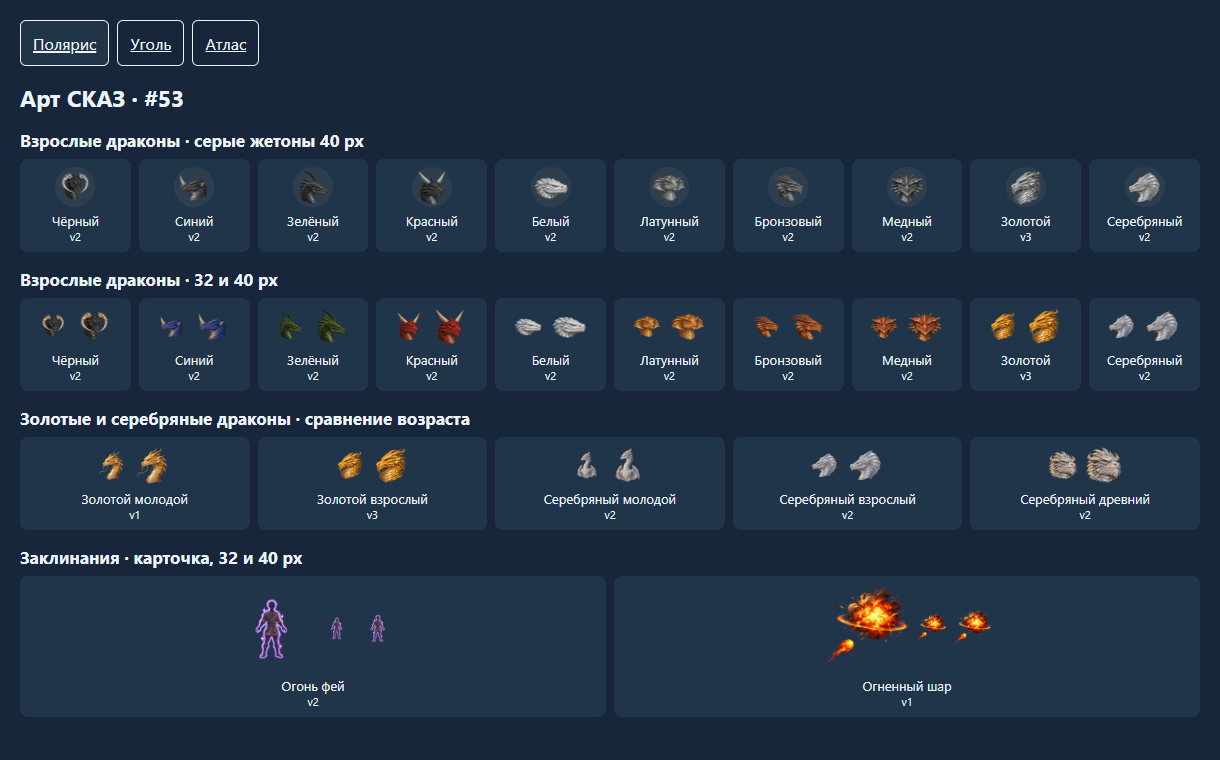 Полярис Уголь Атлас
Арт СКАЗ · #53
Взрослые драконы · серые жетоны 40 px
Чёрный Синий Зелёный Красный Белый Латунный Бронзовый Медный Золотой Серебряный
v2 v2 v2 v2 v2 v2 v2 v2 v3 v2
Взрослые драконы · 32 и 40 px
Чёрный Синий Зелёный Красный Белый Латунный Бронзовый Медный Золотой Серебряный
v2 v2 v2 v2 v2 v2 v2 v2 v3 v2
Золотые и серебряные драконы · сравнение возраста
Золотой молодой Золотой взрослый Серебряный молодой Серебряный взрослый Серебряный древний
v1 v3 v2 v2 v2
Заклинания · карточка, 32 и 40 px
Огонь фей Огненный шар
v2 v1